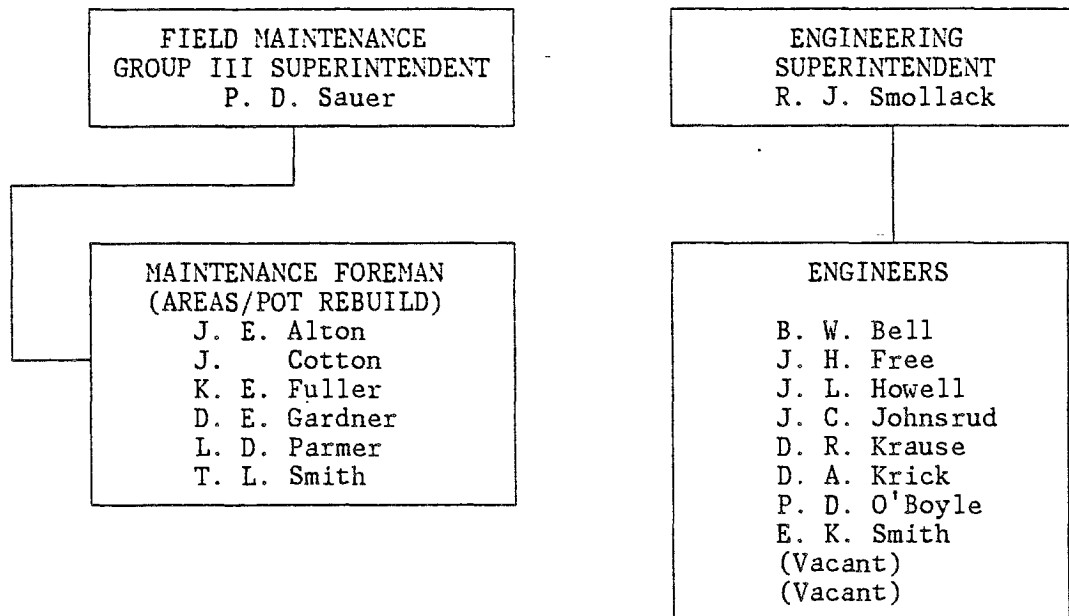 FIELD MAINTENANCE
GROUP III SUPERINTENDENT
P. D. Sauer
MAINTENANCE FOREMAN
(AREAS/POT REBUILD)
J. E. Alton
J. Cotton
K. E. Fuller
D. E. Gardner
L. D. Parmer
T. L. Smith
ENGINEERING
SUPERINTENDENT
R. J. Smollack
ENGINEERS
B. W. Bell
J. H. Free
J. L. Howell
J. C. Johnsrud
D. R. Krause
D. A. Krick
P. D. O'Boyle
E. K. Smith
(Vacant)
(Vacant)